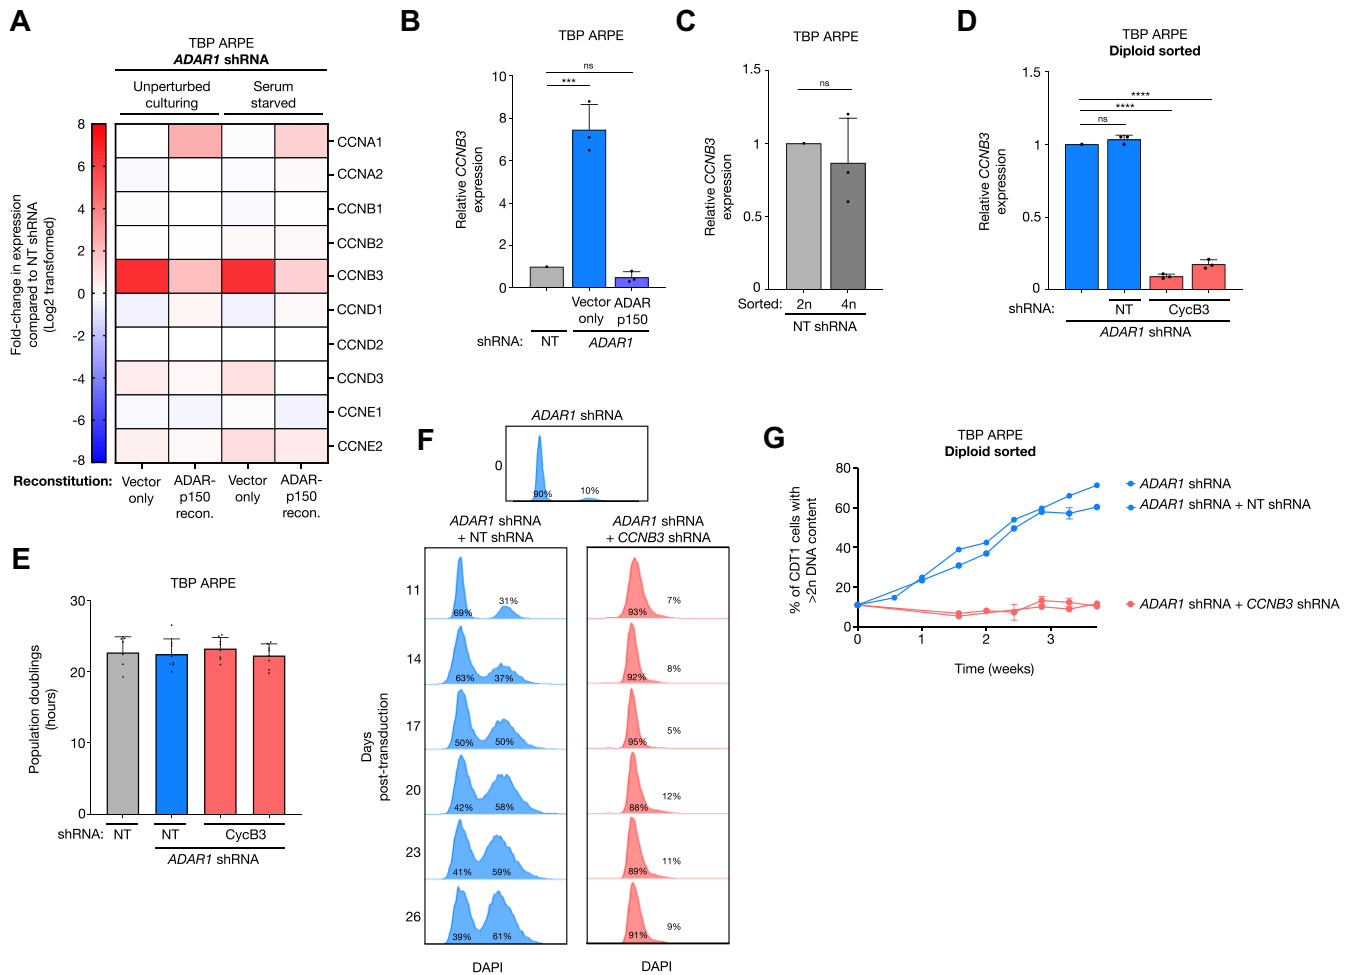 A
TBP ARPE
ADAR1 shRNA
Unperturbed culturing
Serum starved
Fold-change in expression
compared to NT shRNA
(Log2 transformed)
8
6
4
2
0
-2
-4
-6
-8
CCNA1
CCNA2
CCNB1
CCNB2
CCNB3
CCND1
CCND2
CCND3
CCNE1
CCNE2
Reconstitution:
Vector only
ADAR-p150 recon.
Vector only
ADAR-p150 recon.
B
TBP ARPE
Relative CCNB3
expression
10
8
6
4
2
0
ns
***
Vector only
ADAR p150
shRNA: NT ADAR1
C
TBP ARPE
Relative CCNB3
expression
1.5
1
0.5
0
ns
Sorted: 2n 4n
NT shRNA
D
TBP ARPE
Diploid sorted
Relative CCNB3
expression
1.5
1
0.5
0
****
****
ns
shRNA: NT CycB3
ADAR1 shRNA
E
TBP ARPE
Population doublings
(hours)
30
20
10
0
shRNA: NT NT CycB3
ADAR1 shRNA
F
ADAR1 shRNA
0
90% 10%
ADAR1 shRNA
+ NT shRNA
ADAR1 shRNA
+ CCNB3 shRNA
Days
post-transduction
11
69% 31%
93% 7%
14
63% 37%
92% 8%
17
50% 50%
95% 5%
20
42% 58%
88% 12%
23
41% 59%
89% 11%
26
39% 61%
91% 9%
DAPI
DAPI
G
TBP ARPE
Diploid sorted
% of CDT1 cells with
>2n DNA content
80
60
40
20
0
0 1 2 3
Time (weeks)
ADAR1 shRNA
ADAR1 shRNA + NT shRNA
ADAR1 shRNA + CCNB3 shRNA